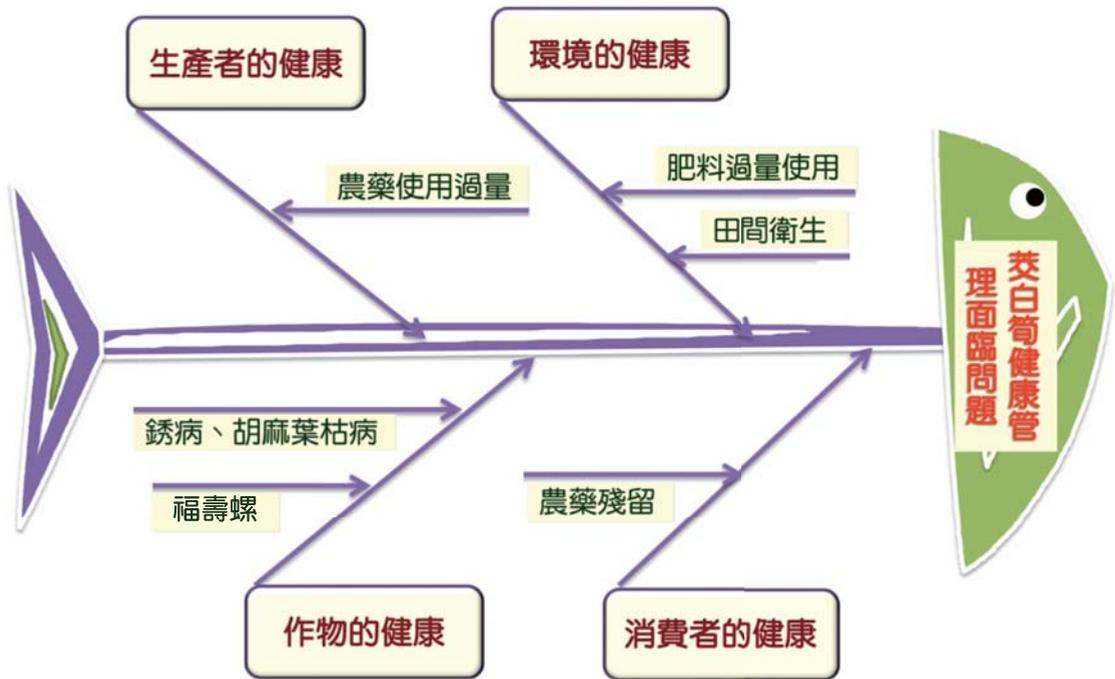 生產者的健康
環境的健康
農藥使用過量
肥料過量使用
田間衛生
茭白筍健康管
理面臨問題
銹病、胡麻葉枯病
福壽螺
農藥殘留
作物的健康
消費者的健康